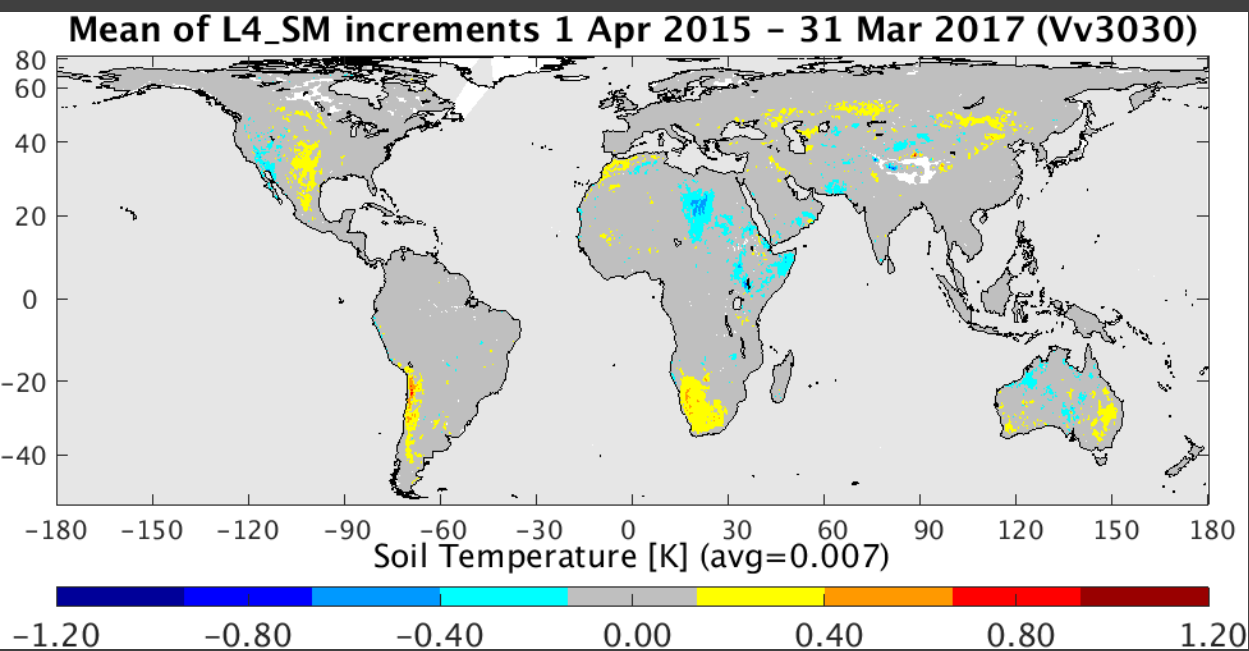 Mean of L4_SM increments 1 Apr 2015 – 31 Mar 2017 (Vv3030)
80
60
40
20
0
−20
−40
−180 −150 −120 −90 −60 −30 0 30 60 90 120 150 180
Soil Temperature [K] (avg=0.007)
−1.20 −0.80 −0.40 0.00 0.40 0.80 1.20